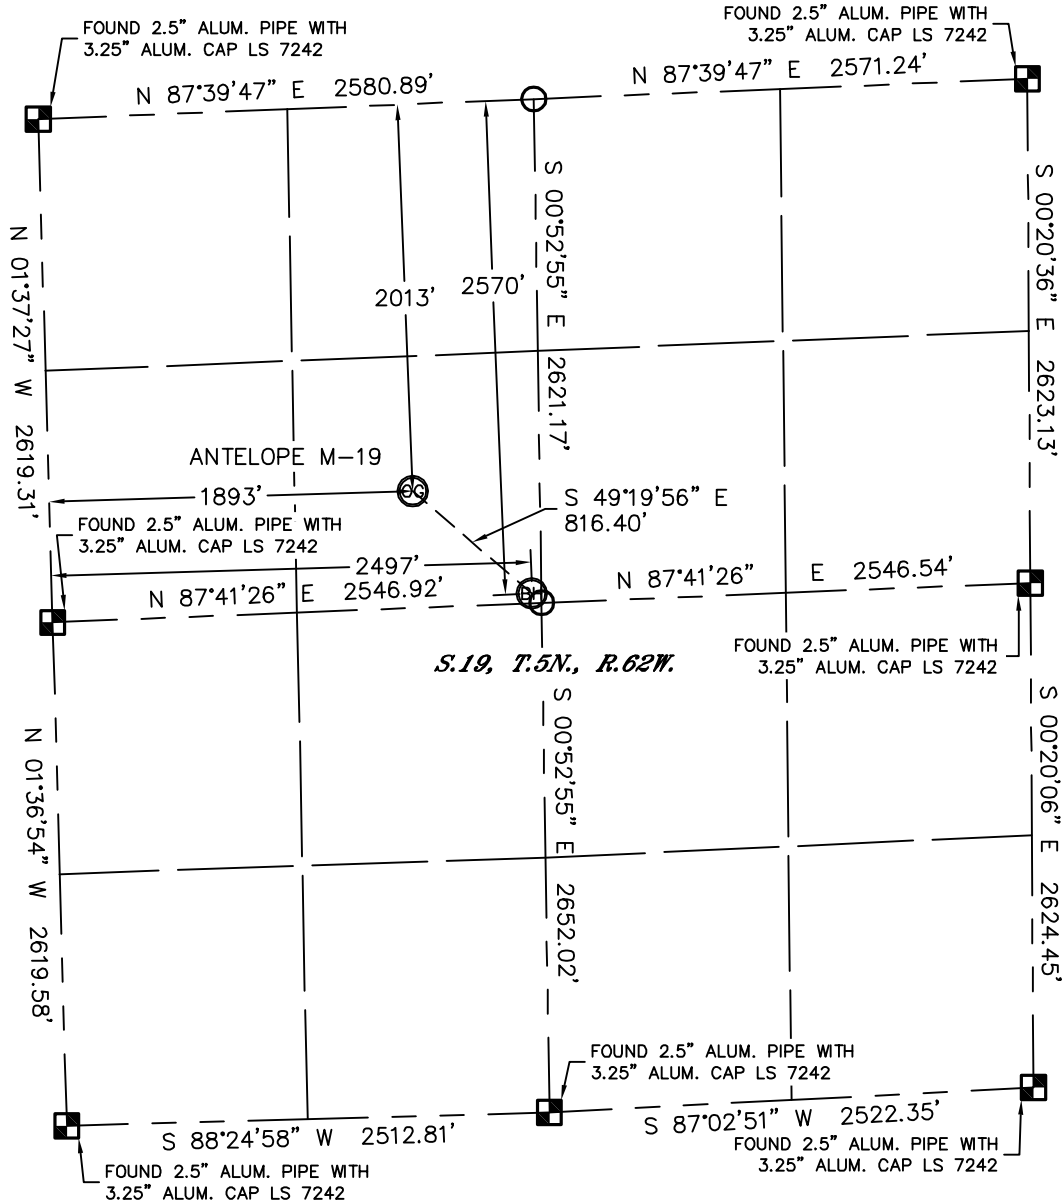 FOUND 2.5" ALUM. PIPE WITH
3.25" ALUM. CAP LS 7242
FOUND 2.5" ALUM. PIPE WITH
3.25" ALUM. CAP LS 7242
N 87°39'47" E 2580.89'
N 87°39'47" E 2571.24'
S 00°52'55" E 2621.17'
S 00°20'36" E 2623.13'
N 01°37'27" W 2619.31'
2013'
2570'
ANTELOPE M-19
OG
1893'
S 49°19'56" E
816.40'
FOUND 2.5" ALUM. PIPE WITH
3.25" ALUM. CAP LS 7242
2497'
N 87°41'26" E 2546.92'
N 87°41'26" E 2546.54'
S.19, T.5N., R.62W.
FOUND 2.5" ALUM. PIPE WITH
3.25" ALUM. CAP LS 7242
N 01°36'54" W 2619.58'
S 00°52'55" E 2652.02'
S 00°20'06" E 2624.45'
FOUND 2.5" ALUM. PIPE WITH
3.25" ALUM. CAP LS 7242
S 88°24'58" W 2512.81'
S 87°02'51" W 2522.35'
FOUND 2.5" ALUM. PIPE WITH
3.25" ALUM. CAP LS 7242
FOUND 2.5" ALUM. PIPE WITH
3.25" ALUM. CAP LS 7242